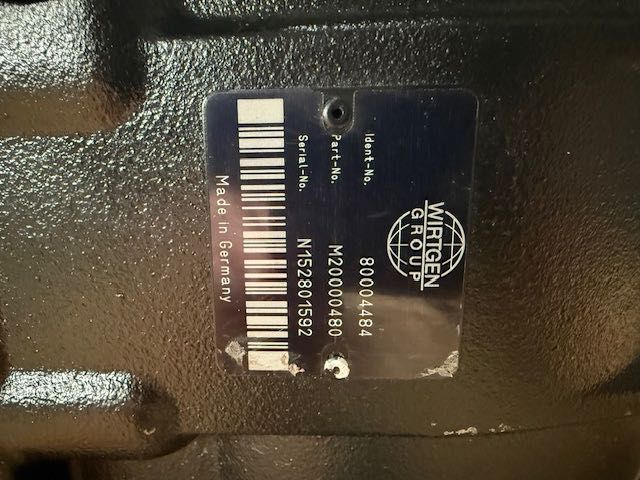 WIRTGEN
GROUP
Ident-No. 80004484
Part-No. M20000480
Serial-No. N152801592
Made in Germany